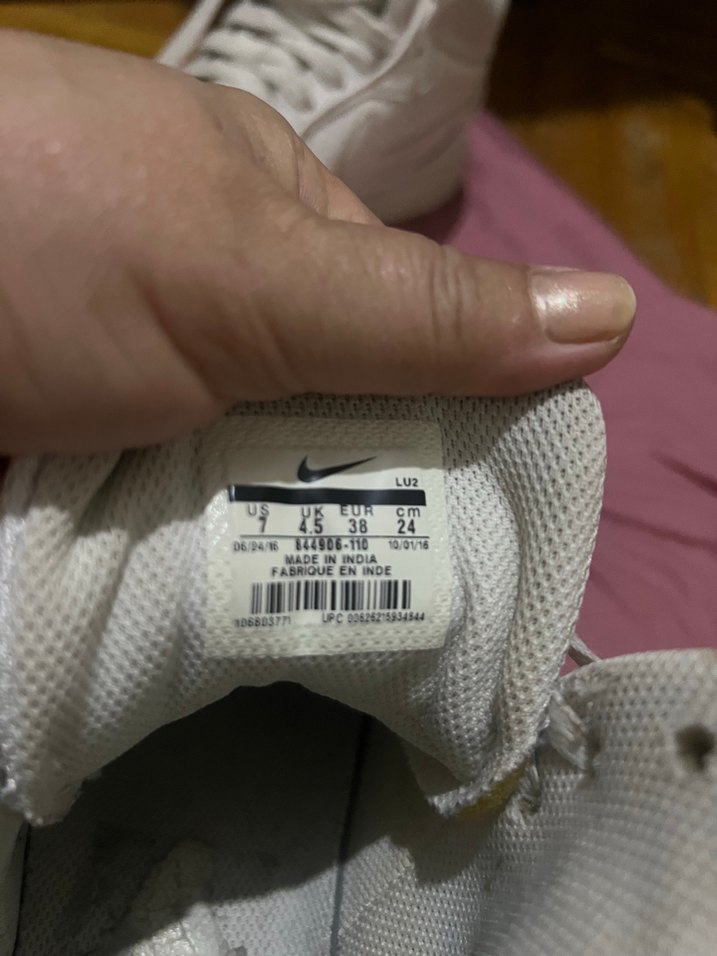 LU2
US UK EUR cm
7 4.5 38 24
06/94/16 844906-110 10/01/16
MADE IN INDIA
FABRIQUE EN INDE
UPC